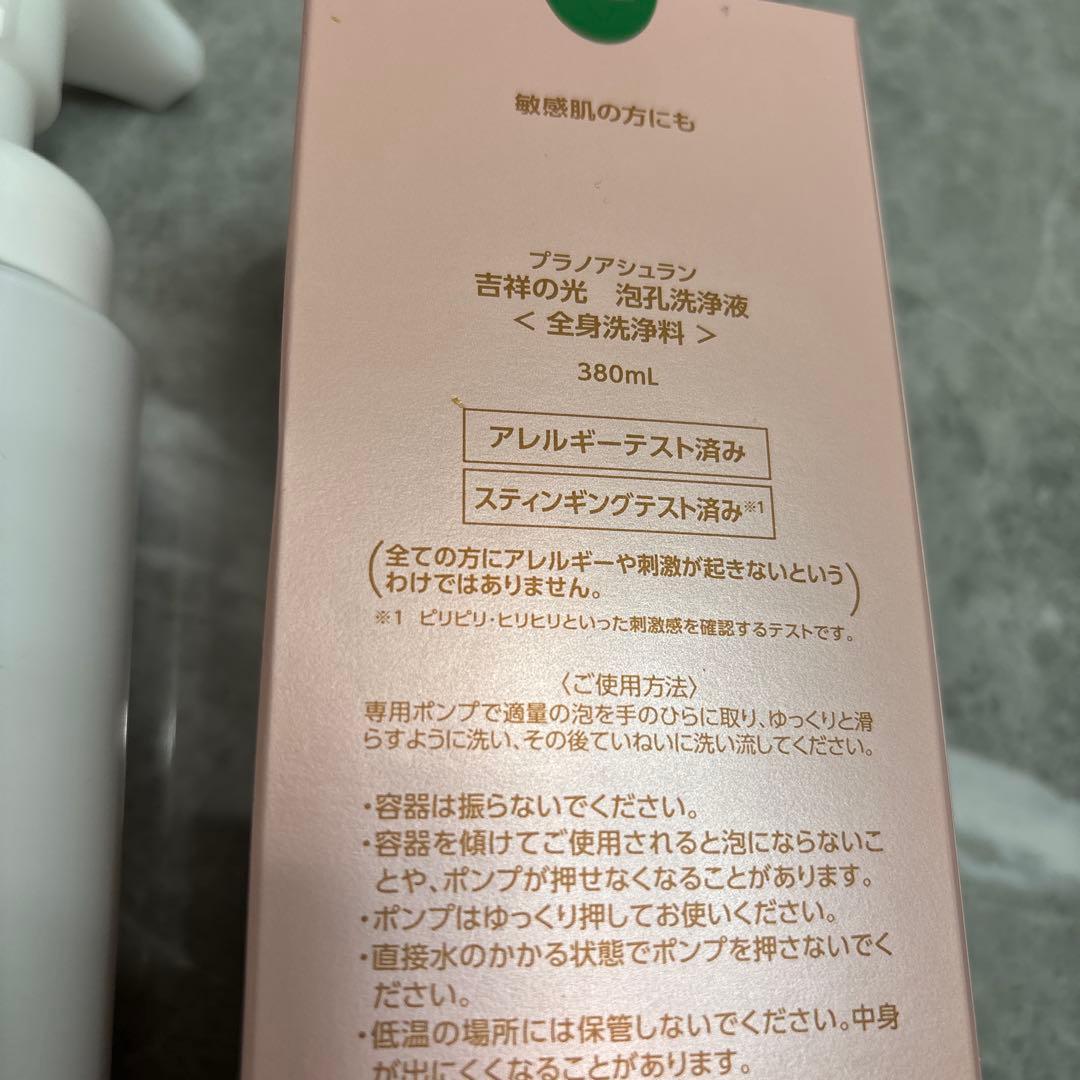 敏感肌の方にも
プラノアシュラン
吉祥の光　泡孔洗浄液
＜ 全身洗浄料 ＞
380mL
アレルギーテスト済み
スティンギングテスト済み※1
（全ての方にアレルギーや刺激が起きないという
わけではありません。）
※1　ピリピリ・ヒリヒリといった刺激感を確認するテストです。
〈ご使用方法〉
専用ポンプで適量の泡を手のひらに取り、ゆっくりと滑
らすように洗い、その後ていねいに洗い流してください。
・容器は振らないでください。
・容器を傾けてご使用されると泡にならないこ
とや、ポンプが押せなくなることがあります。
・ポンプはゆっくり押してお使いください。
・直接水のかかる状態でポンプを押さないでく
ださい。
・低温の場所には保管しないでください。中身
が出にくくなることがあります。